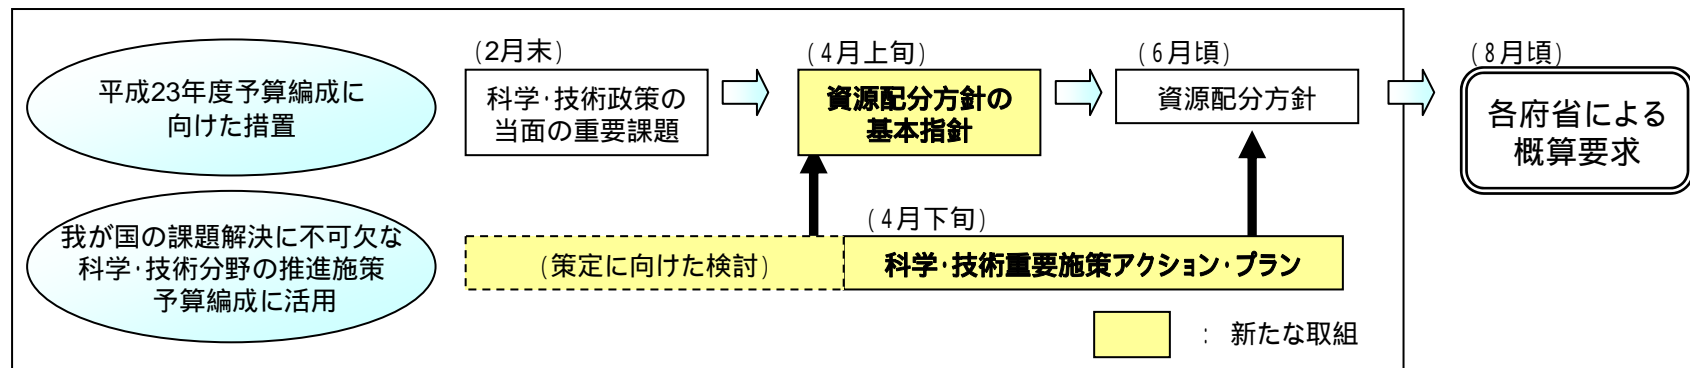 平成23年度予算編成に
向けた措置
(2月末)
科学・技術政策の
当面の重要課題
(4月上旬)
資源配分方針の
基本指針
(6月頃)
資源配分方針
(8月頃)
各府省による
概算要求
我が国の課題解決に不可欠な
科学・技術分野の推進施策
予算編成に活用
(策定に向けた検討)
(4月下旬)
科学・技術重要施策アクション・プラン
: 新たな取組